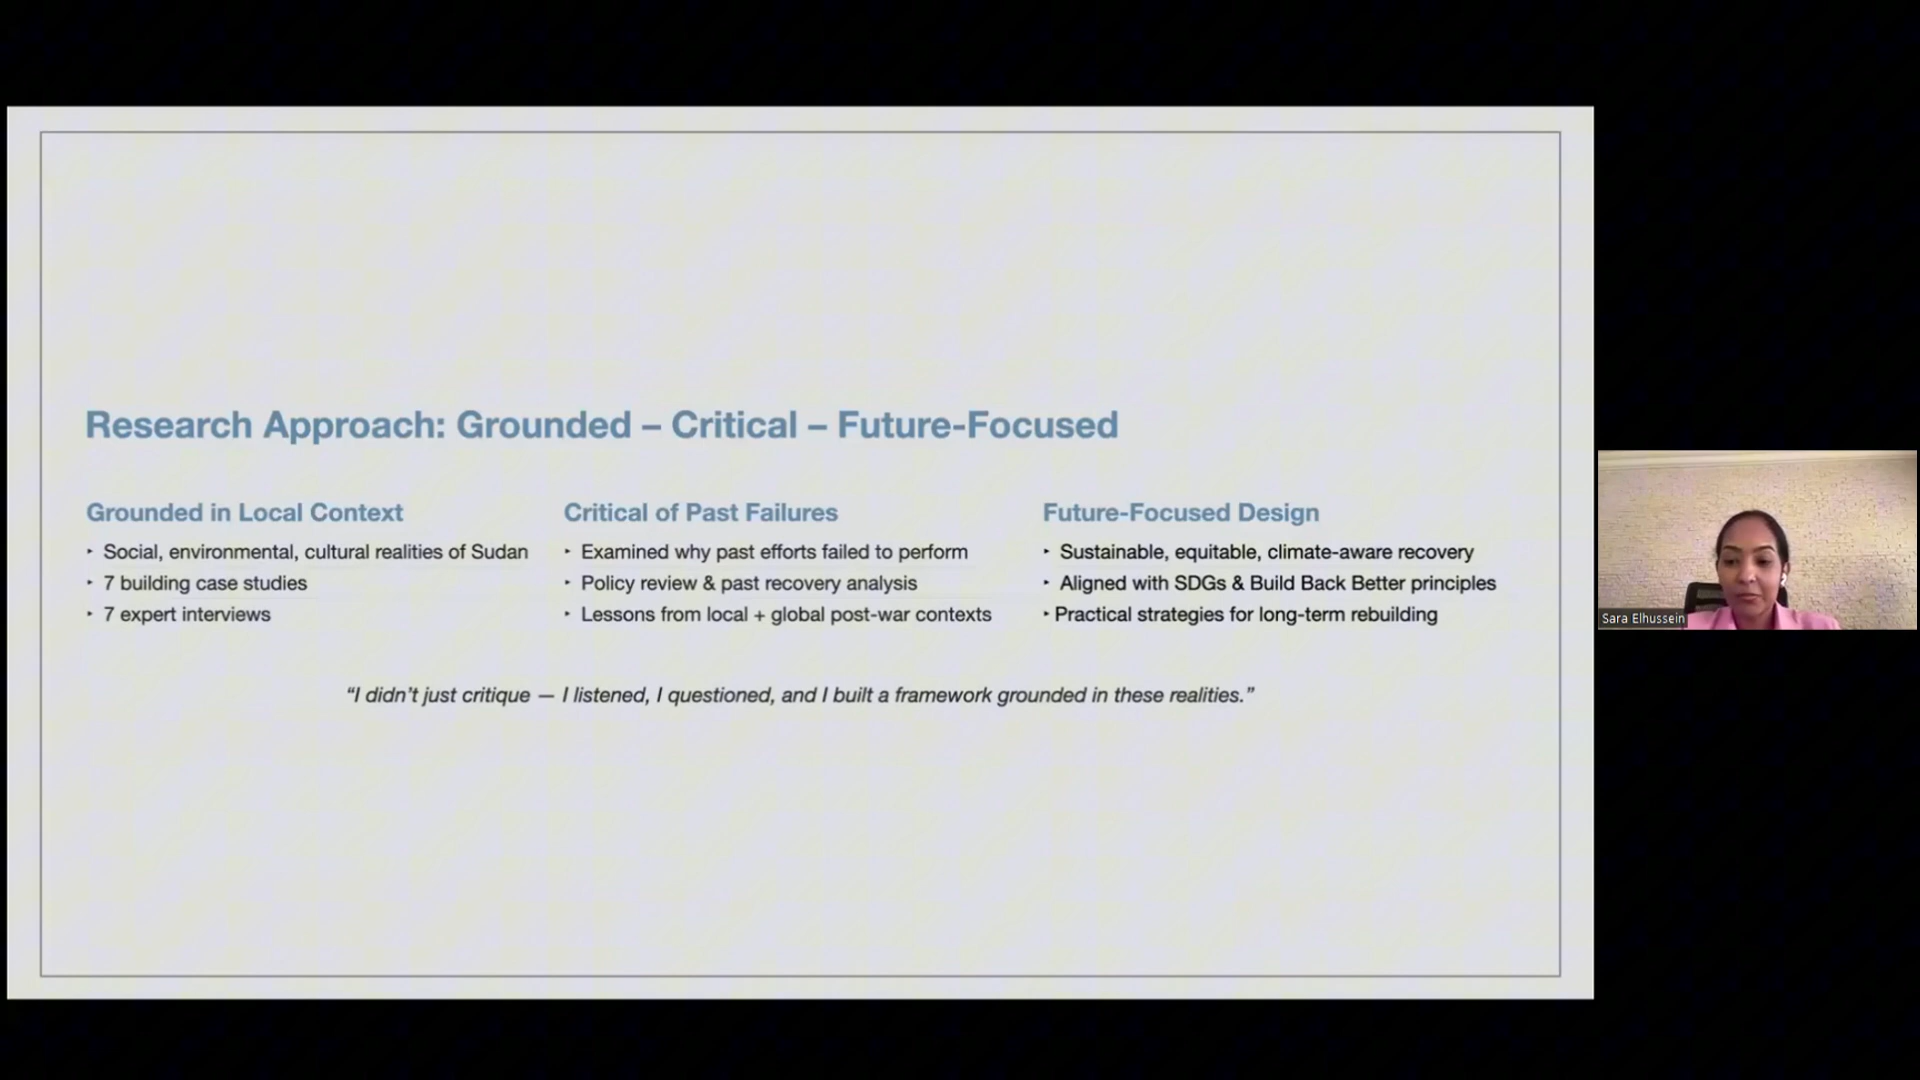 Research Approach: Grounded – Critical – Future-Focused
Grounded in Local Context
‣ Social, environmental, cultural realities of Sudan
‣ 7 building case studies
‣ 7 expert interviews
Critical of Past Failures
‣ Examined why past efforts failed to perform
‣ Policy review & past recovery analysis
‣ Lessons from local + global post-war contexts
Future-Focused Design
‣ Sustainable, equitable, climate-aware recovery
‣ Aligned with SDGs & Build Back Better principles
‣ Practical strategies for long-term rebuilding
“I didn’t just critique — I listened, I questioned, and I built a framework grounded in these realities.”
Sara Elhussein